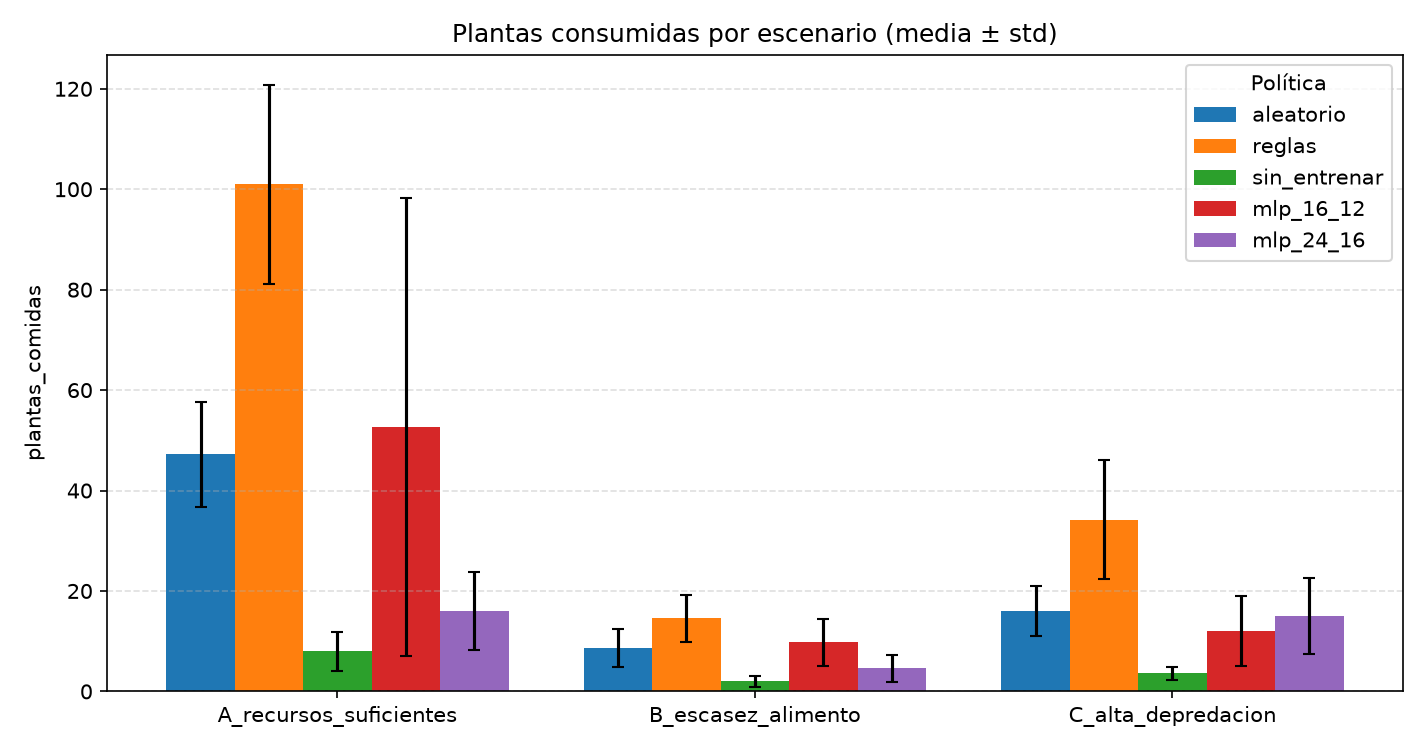 Plantas consumidas por escenario (media ± std)
plantas_comidas
120
100
80
60
40
20
0
Política
aleatorio
reglas
sin_entrenar
mlp_16_12
mlp_24_16
A_recursos_suficientes
B_escasez_alimento
C_alta_depredacion